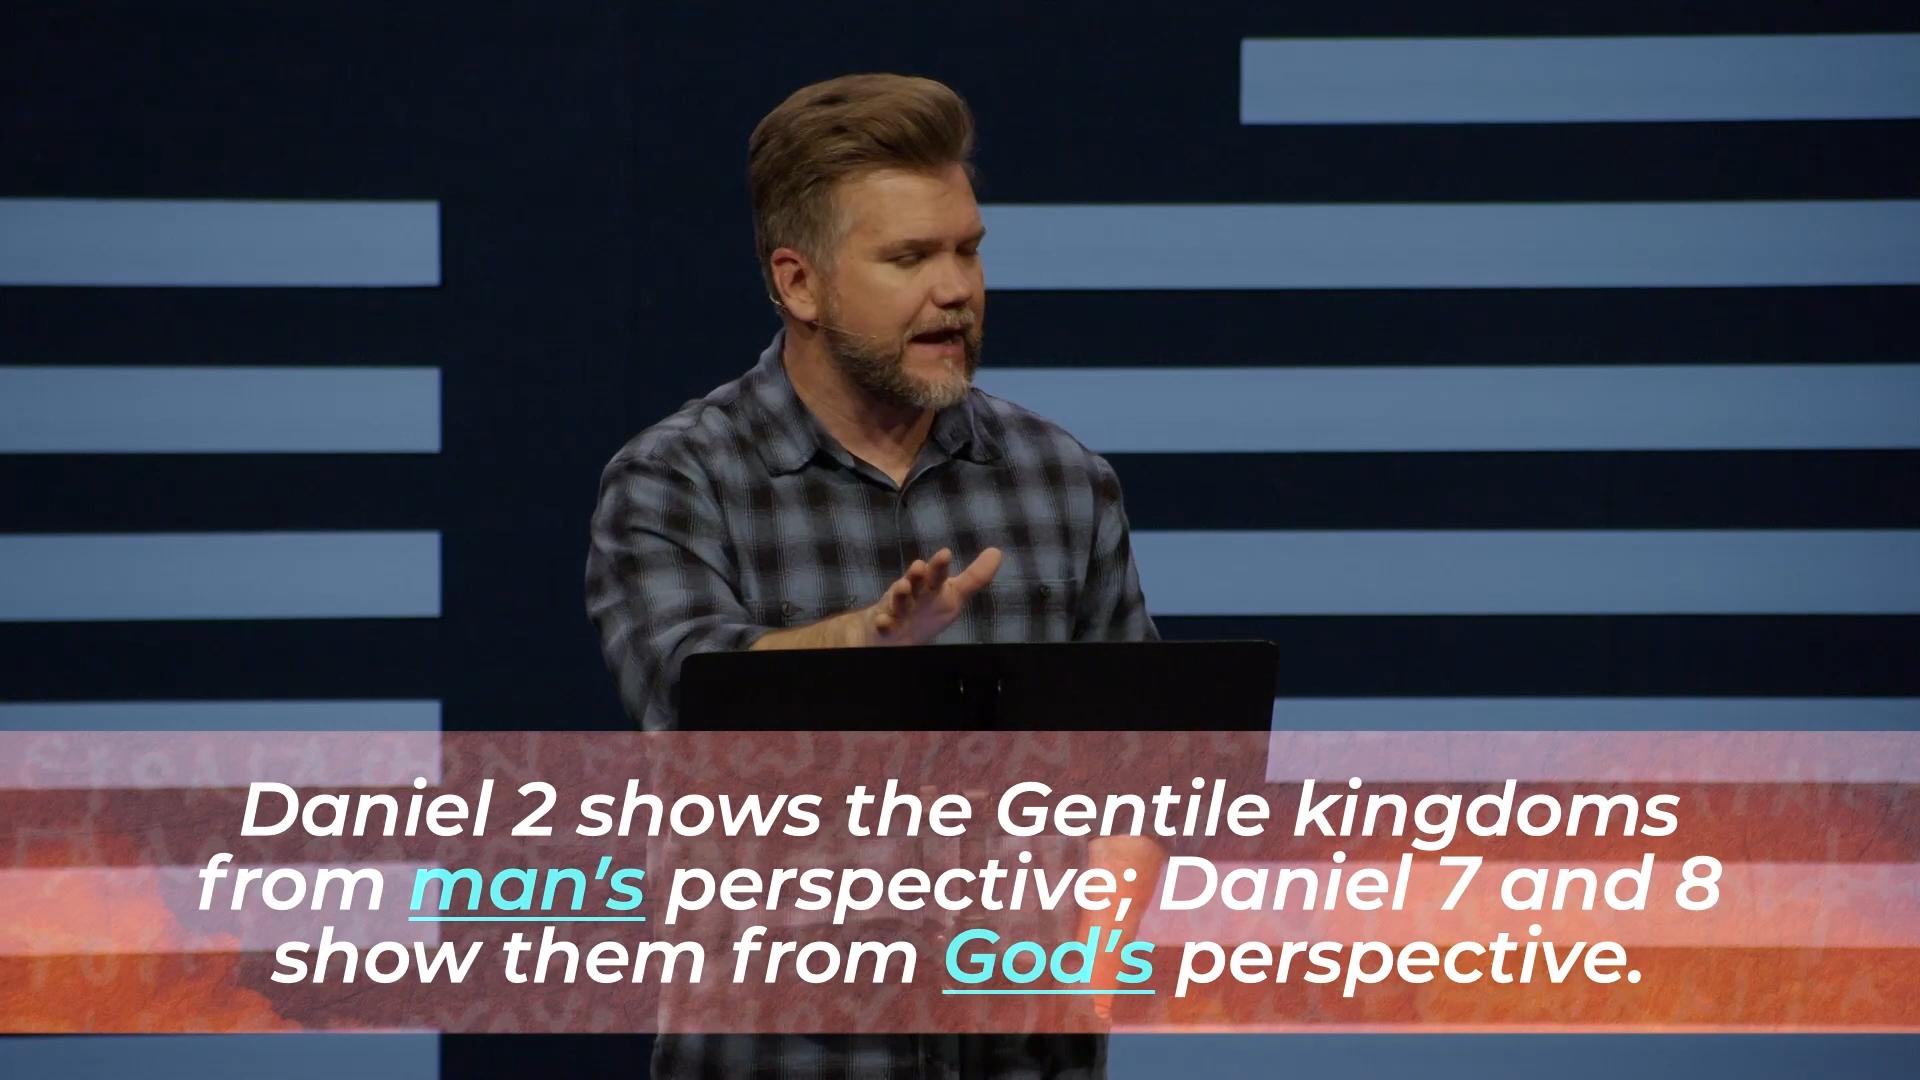 Daniel 2 shows the Gentile kingdoms
from man's perspective; Daniel 7 and 8
show them from God's perspective.